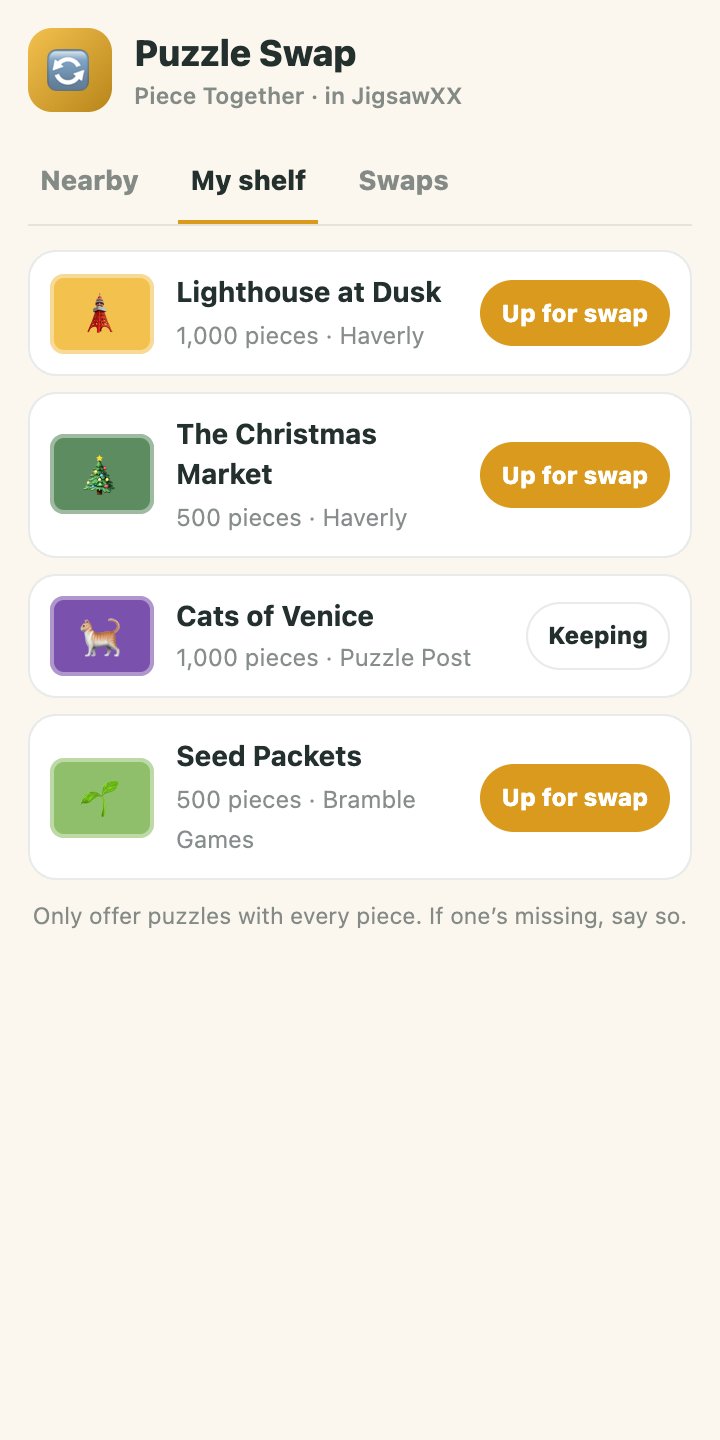 Puzzle Swap
Piece Together · in JigsawXX
Nearby
My shelf
Swaps
Lighthouse at Dusk
1,000 pieces · Haverly
Up for swap
The Christmas
Market
500 pieces · Haverly
Up for swap
Cats of Venice
1,000 pieces · Puzzle Post
Keeping
Seed Packets
500 pieces · Bramble
Games
Up for swap
Only offer puzzles with every piece. If one’s missing, say so.